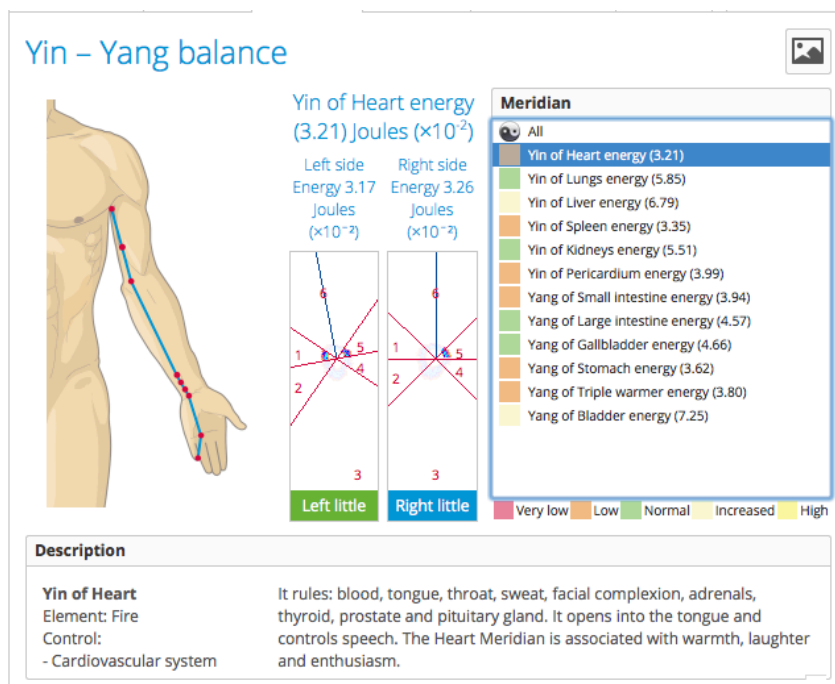 Yin – Yang balance
Yin of Heart energy
(3.21) Joules (×10⁻²)
Left side
Energy 3.17
Joules
(×10⁻²)
Right side
Energy 3.26
Joules
(×10⁻²)
6
1
5
4
2
3
Left little
6
1
5
4
2
3
Right little
Meridian
All
Yin of Heart energy (3.21)
Yin of Lungs energy (5.85)
Yin of Liver energy (6.79)
Yin of Spleen energy (3.35)
Yin of Kidneys energy (5.51)
Yin of Pericardium energy (3.99)
Yang of Small intestine energy (3.94)
Yang of Large intestine energy (4.57)
Yang of Gallbladder energy (4.66)
Yang of Stomach energy (3.62)
Yang of Triple warmer energy (3.80)
Yang of Bladder energy (7.25)
Very low Low Normal Increased High
Description
Yin of Heart
Element: Fire
Control:
- Cardiovascular system
It rules: blood, tongue, throat, sweat, facial complexion, adrenals,
thyroid, prostate and pituitary gland. It opens into the tongue and
controls speech. The Heart Meridian is associated with warmth, laughter
and enthusiasm.